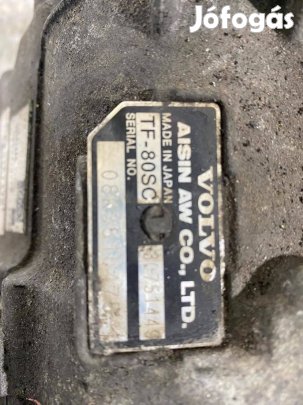 Jófogás
VOLVO
AISIN AW CO., LTD.
MADE IN JAPAN
TF-80SC
SERIAL NO.